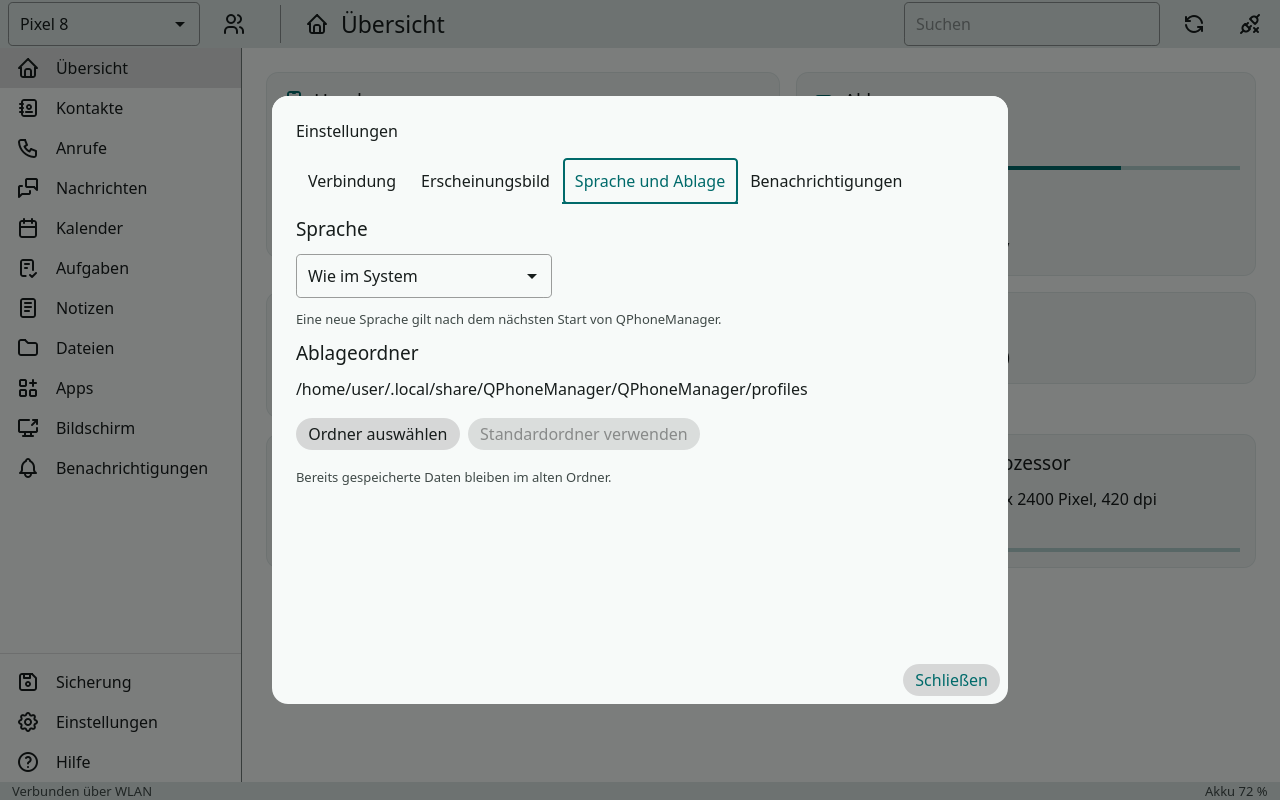 Pixel 8
Übersicht
Suchen
Übersicht
Kontakte
Anrufe
Nachrichten
Kalender
Aufgaben
Notizen
Dateien
Apps
Bildschirm
Benachrichtigungen
Sicherung
Einstellungen
Hilfe
Einstellungen
Verbindung
Erscheinungsbild
Sprache und Ablage
Benachrichtigungen
Sprache
Wie im System
Eine neue Sprache gilt nach dem nächsten Start von QPhoneManager.
Ablageordner
/home/user/.local/share/QPhoneManager/QPhoneManager/profiles
Ordner auswählen
Standardordner verwenden
Bereits gespeicherte Daten bleiben im alten Ordner.
Schließen
x 2400 Pixel, 420 dpi
Verbunden über WLAN
Akku 72 %